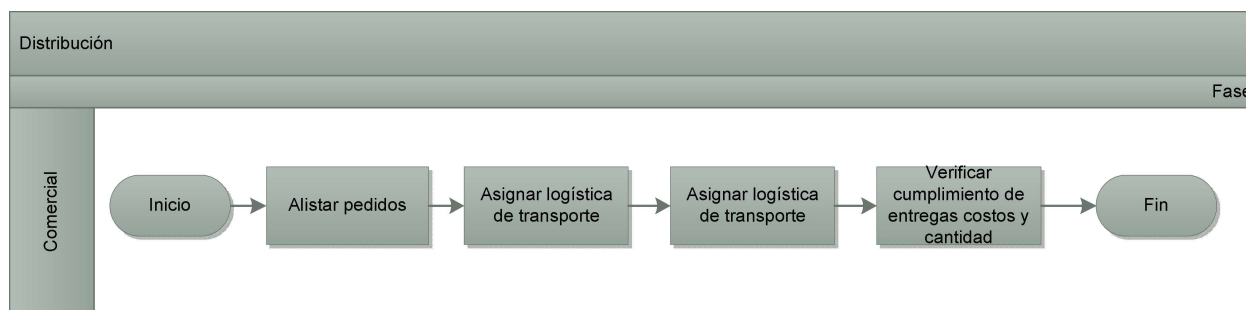 Distribución
Fase
Comercial
Inicio
Alistar pedidos
Asignar logística
de transporte
Asignar logística
de transporte
Verificar
cumplimiento de
entregas costos y
cantidad
Fin